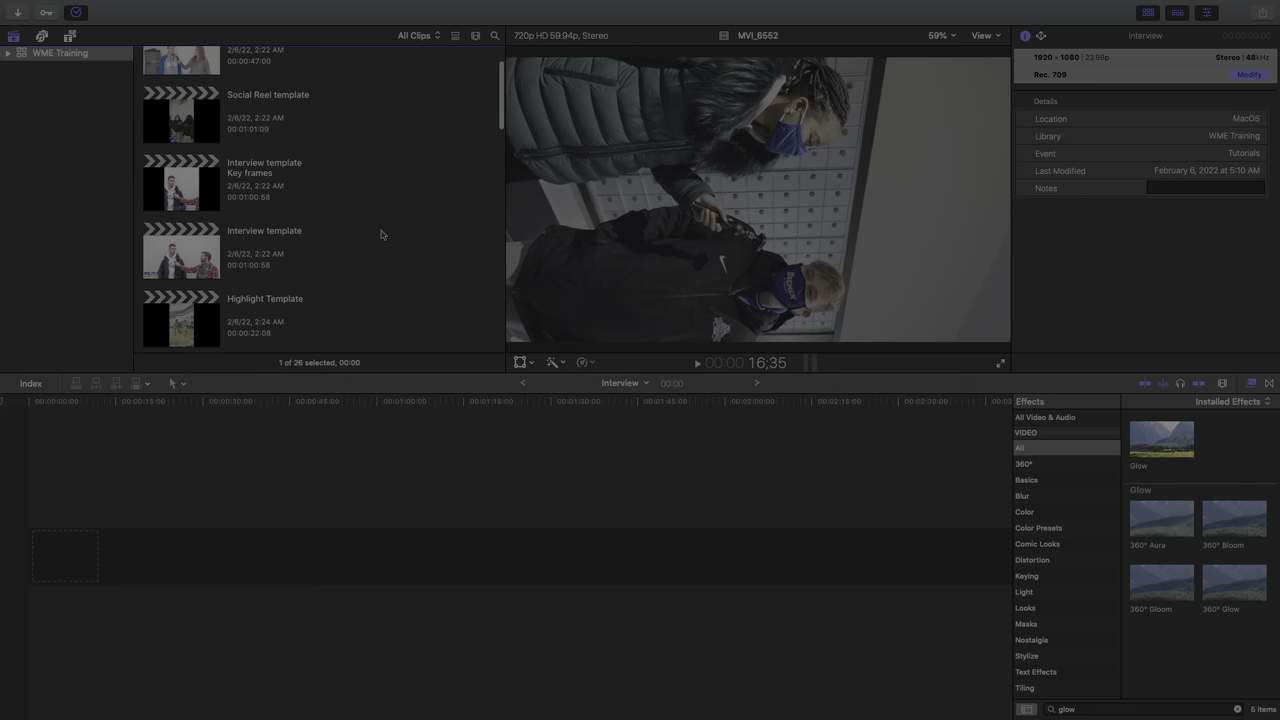 All Clips
720p HD 59.94p, Stereo
MVI_6552
59%
View
Interview
00:00:00:00
WME Training
2/6/22, 2:22 AM
00:00:47:00
Social Reel template
2/6/22, 2:22 AM
00:01:01:09
Interview template
Key frames
2/6/22, 2:22 AM
00:01:00:58
Interview template
2/6/22, 2:22 AM
00:01:00:58
Highlight Template
2/6/22, 2:24 AM
00:00:22:08
1 of 26 selected, 00:00
00:00:16;35
1920 × 1080 | 23.98p
Stereo | 48kHz
Rec. 709
Modify
Details
Location MacOS
Library WME Training
Event Tutorials
Last Modified February 6, 2022 at 5:10 AM
Notes
Index
Interview
00:00
00:00:00:00
00:00:15:00
00:00:30:00
00:00:45:00
00:01:00:00
00:01:15:00
00:01:30:00
00:01:45:00
00:02:00:00
00:02:15:00
00:02:30:00
00:02
Effects
Installed Effects
All Video & Audio
VIDEO
All
360°
Basics
Blur
Color
Color Presets
Comic Looks
Distortion
Keying
Light
Looks
Masks
Nostalgia
Stylize
Text Effects
Tiling
Glow
Glow
360° Aura
360° Bloom
360° Gloom
360° Glow
glow
5 items